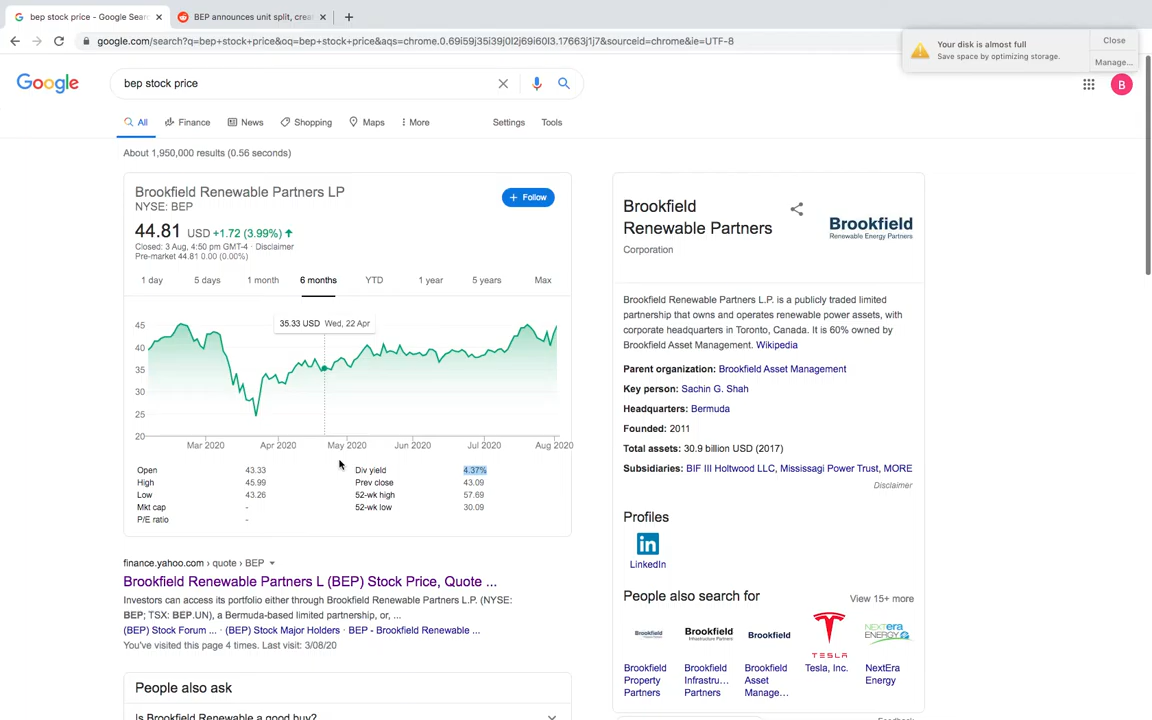 bep stock price - Google Sear
BEP announces unit split, crea
google.com/search?q=bep+stock+price&oq=bep+stock+price&aqs=chrome.0.69i59j35i39j0l2j69i60l3.17663j1j7&sourceid=chrome&ie=UTF-8
Your disk is almost full
Save space by optimizing storage.
Close
Manage...
Google
bep stock price
B
All
Finance
News
Shopping
Maps
More
Settings
Tools
About 1,950,000 results (0.56 seconds)
Brookfield Renewable Partners LP
NYSE: BEP
+ Follow
44.81 USD +1.72 (3.99%)
Closed: 3 Aug, 4:50 pm GMT-4 · Disclaimer
Pre-market 44.81 0.00 (0.00%)
1 day
5 days
1 month
6 months
YTD
1 year
5 years
Max
35.33 USD Wed, 22 Apr
45
40
35
30
25
20
Mar 2020
Apr 2020
May 2020
Jun 2020
Jul 2020
Aug 2020
Open 43.33
High 45.99
Low 43.26
Mkt cap -
P/E ratio -
Div yield 4.37%
Prev close 43.09
52-wk high 57.69
52-wk low 30.09
finance.yahoo.com › quote › BEP
Brookfield Renewable Partners L (BEP) Stock Price, Quote ...
Investors can access its portfolio either through Brookfield Renewable Partners L.P. (NYSE:
BEP; TSX: BEP.UN), a Bermuda-based limited partnership, or, ...
(BEP) Stock Forum ... · (BEP) Stock Major Holders · BEP - Brookfield Renewable ...
You've visited this page 4 times. Last visit: 3/08/20
People also ask
Is Brookfield Renewable a good buy?
Brookfield
Renewable Partners
Corporation
Brookfield
Renewable Energy Partners
Brookfield Renewable Partners L.P. is a publicly traded limited
partnership that owns and operates renewable power assets, with
corporate headquarters in Toronto, Canada. It is 60% owned by
Brookfield Asset Management. Wikipedia
Parent organization: Brookfield Asset Management
Key person: Sachin G. Shah
Headquarters: Bermuda
Founded: 2011
Total assets: 30.9 billion USD (2017)
Subsidiaries: BIF III Holtwood LLC, Mississagi Power Trust, MORE
Disclaimer
Profiles
in
LinkedIn
People also search for
View 15+ more
Brookfield
Brookfield
Brookfield
TESLA
NEXTera
ENERGY
Brookfield
Property
Partners
Brookfield
Infrastru...
Partners
Brookfield
Asset
Manage...
Tesla, Inc.
NextEra
Energy
Feedback